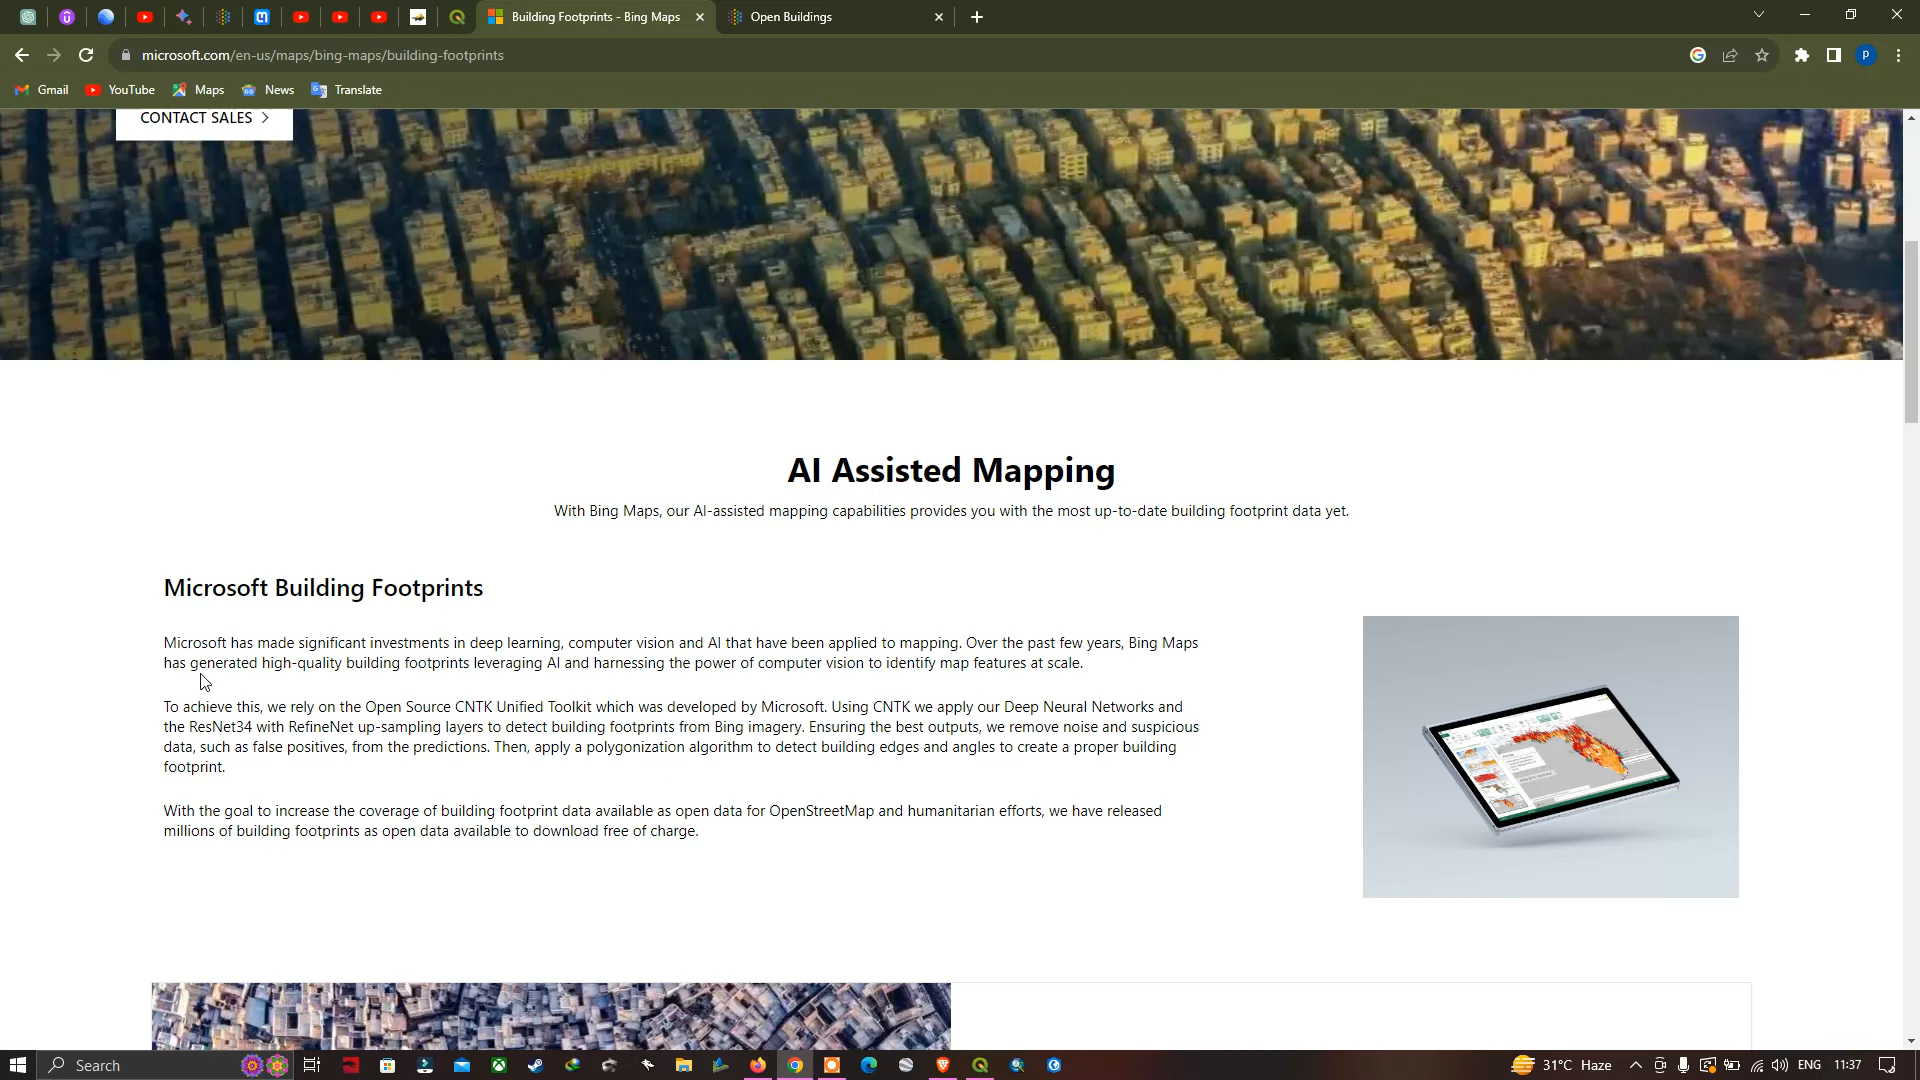 Building Footprints - Bing Maps
Open Buildings
microsoft.com/en-us/maps/bing-maps/building-footprints
P
Gmail
YouTube
Maps
News
Translate
CONTACT SALES
AI Assisted Mapping
With Bing Maps, our AI-assisted mapping capabilities provides you with the most up-to-date building footprint data yet.
Microsoft Building Footprints
Microsoft has made significant investments in deep learning, computer vision and AI that have been applied to mapping. Over the past few years, Bing Maps
has generated high-quality building footprints leveraging AI and harnessing the power of computer vision to identify map features at scale.
To achieve this, we rely on the Open Source CNTK Unified Toolkit which was developed by Microsoft. Using CNTK we apply our Deep Neural Networks and
the ResNet34 with RefineNet up-sampling layers to detect building footprints from Bing imagery. Ensuring the best outputs, we remove noise and suspicious
data, such as false positives, from the predictions. Then, apply a polygonization algorithm to detect building edges and angles to create a proper building
footprint.
With the goal to increase the coverage of building footprint data available as open data for OpenStreetMap and humanitarian efforts, we have released
millions of building footprints as open data available to download free of charge.
Search
31°C Haze
ENG
11:37